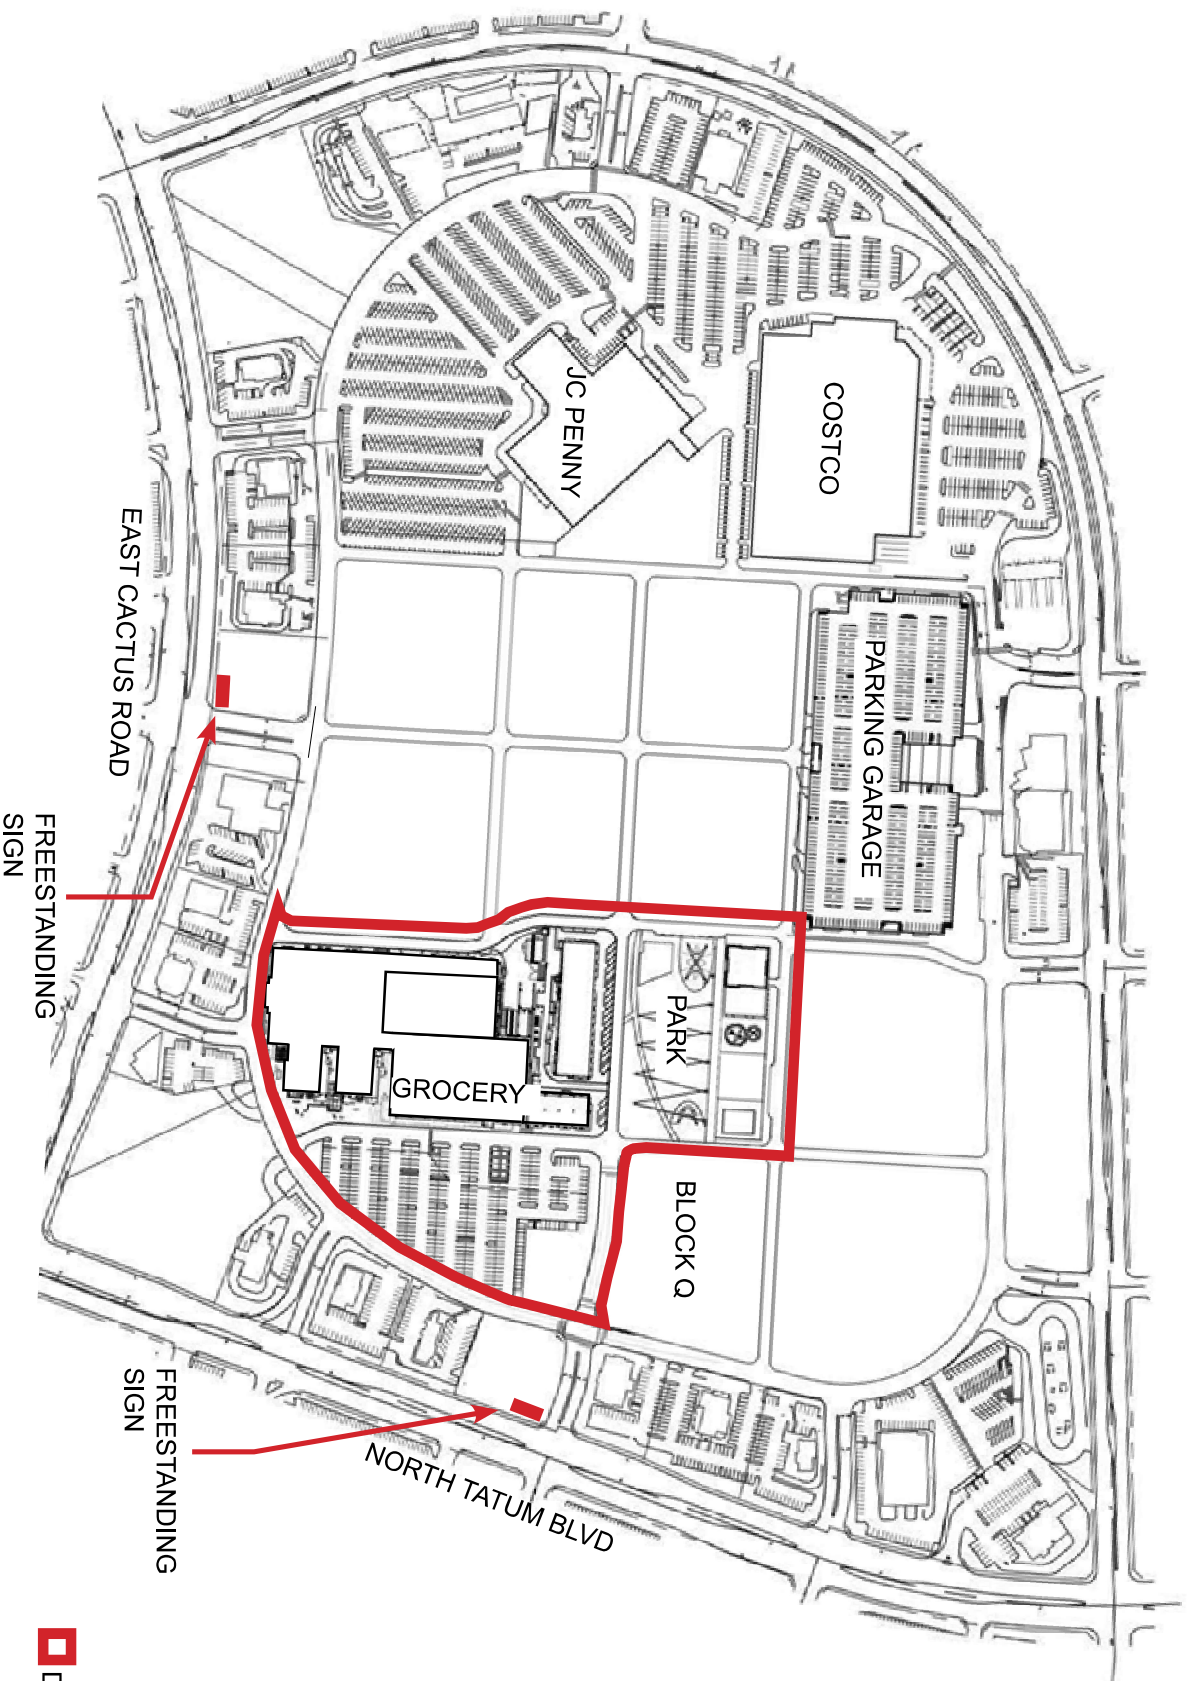 COSTCO
JC PENNY
PARKING GARAGE
EAST CACTUS ROAD
FREESTANDING
SIGN
PARK
GROCERY
BLOCK Q
NORTH TATUM BLVD
FREESTANDING
SIGN